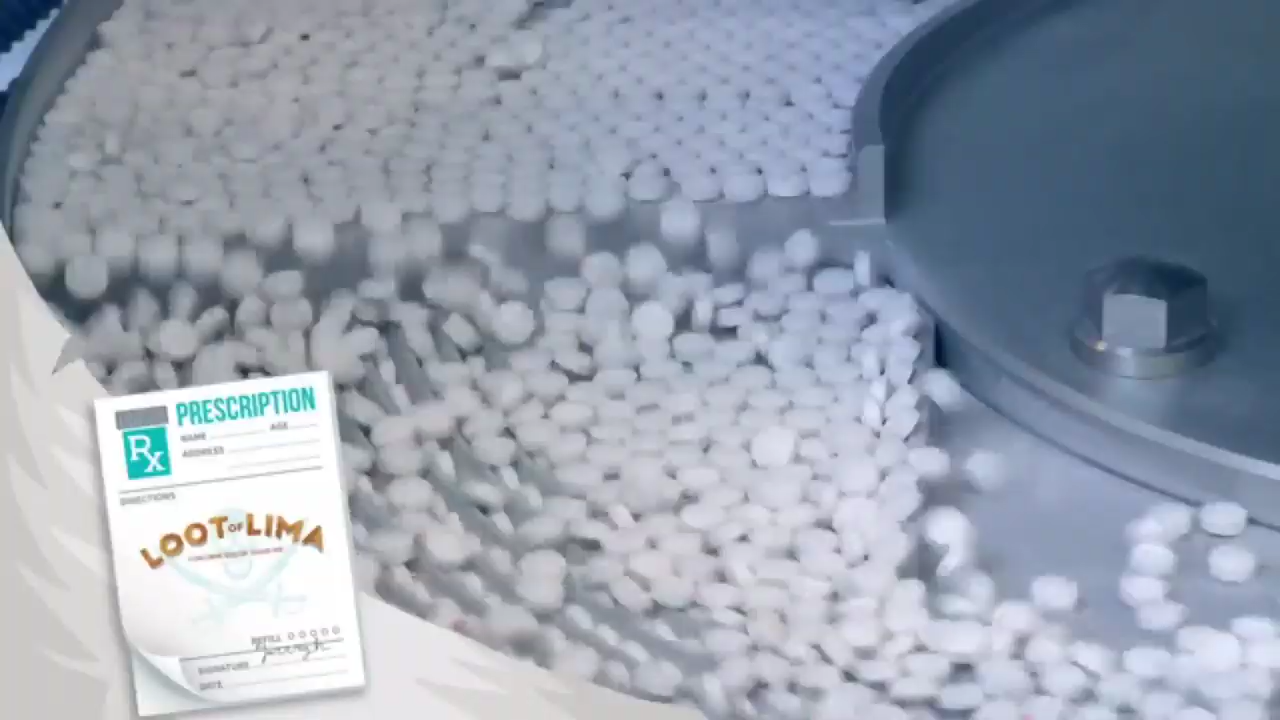 PRESCRIPTION
Rx
NAME
AGE
ADDRESS
DIRECTIONS
LOOT OF LIMA
REFILL
SIGNATURE
DATE